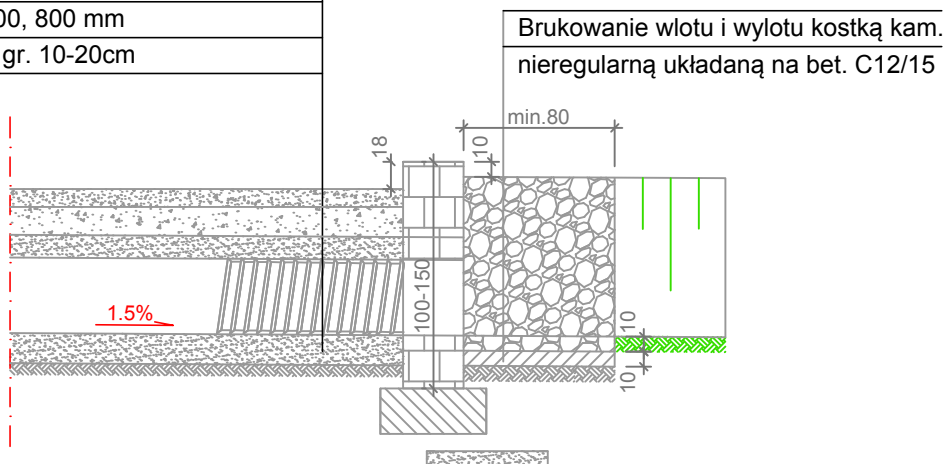 00, 800 mm
gr. 10-20cm
Brukowanie wlotu i wylotu kostką kam.
nieregularną układaną na bet. C12/15
min.80
18
10
100-150
1.5%
10
10